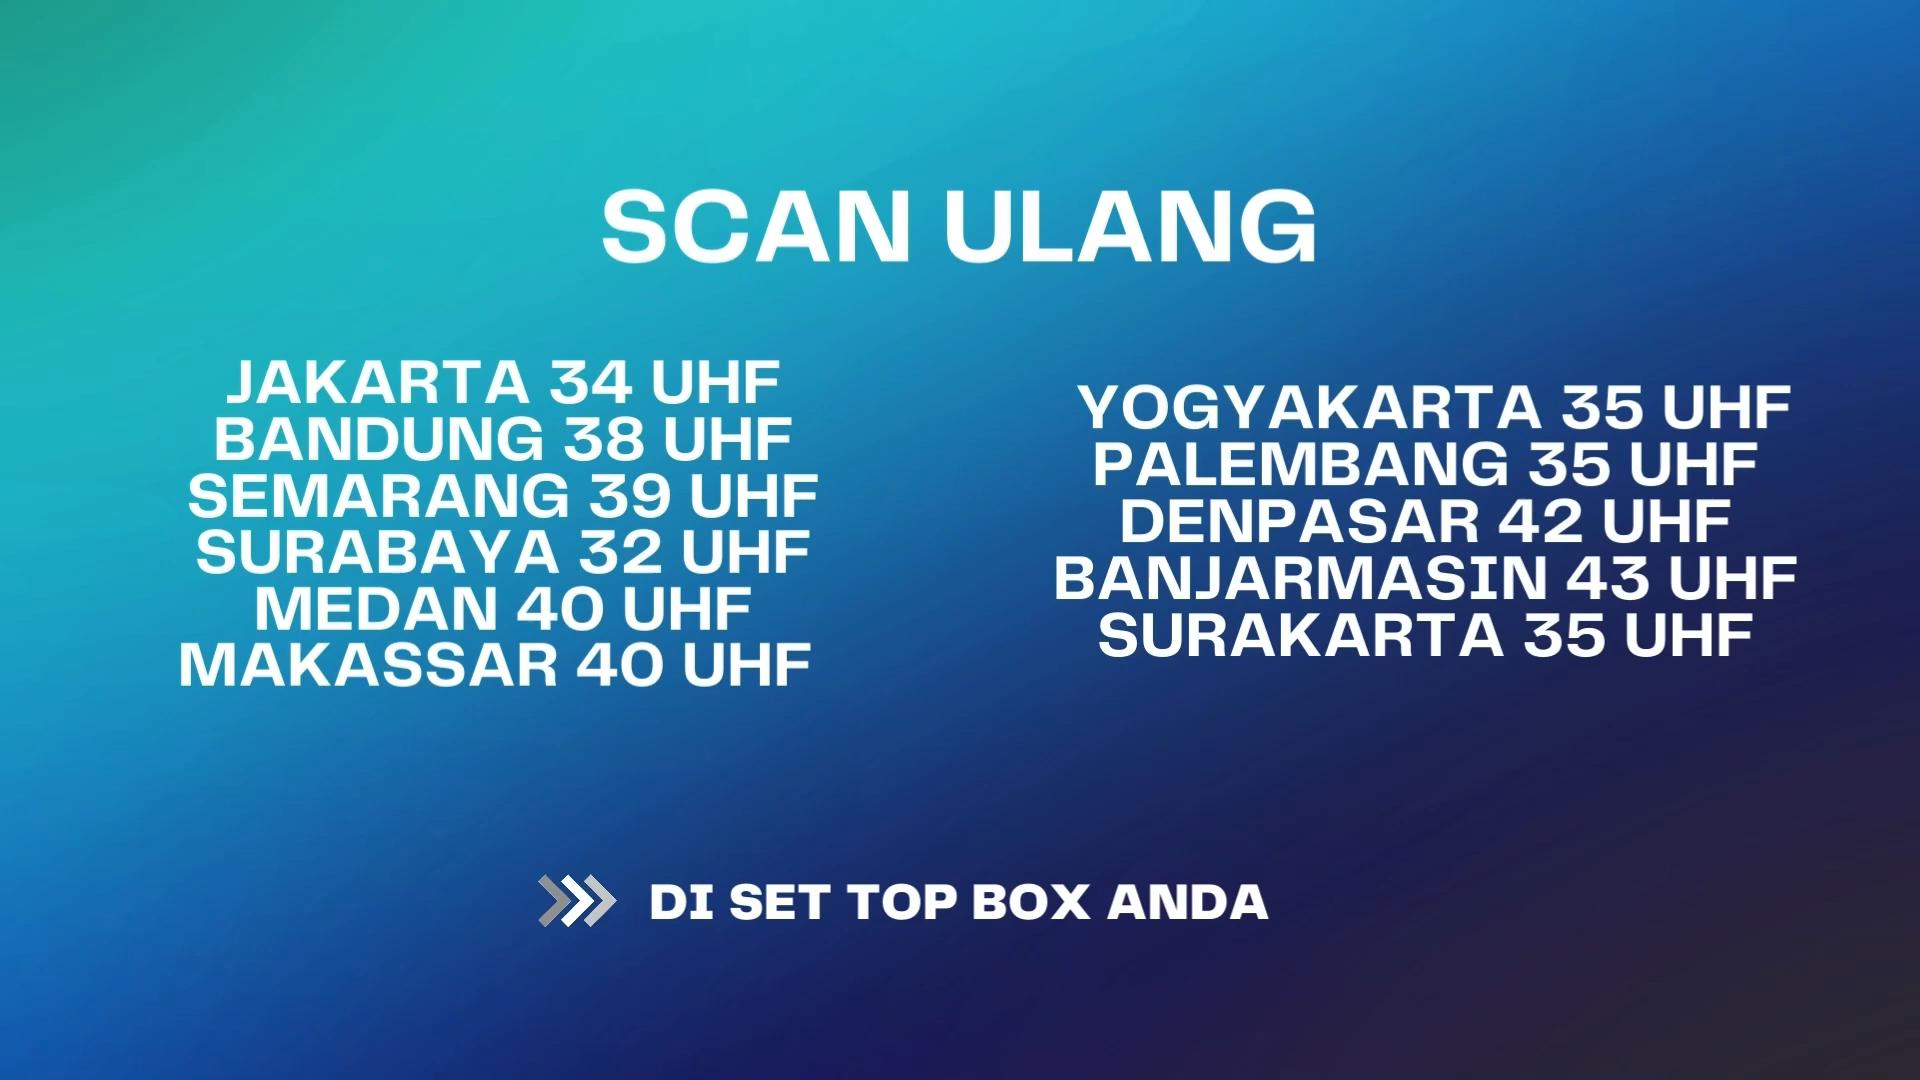 SCAN ULANG
JAKARTA 34 UHF
BANDUNG 38 UHF
SEMARANG 39 UHF
SURABAYA 32 UHF
MEDAN 40 UHF
MAKASSAR 40 UHF
YOGYAKARTA 35 UHF
PALEMBANG 35 UHF
DENPASAR 42 UHF
BANJARMASIN 43 UHF
SURAKARTA 35 UHF
DI SET TOP BOX ANDA